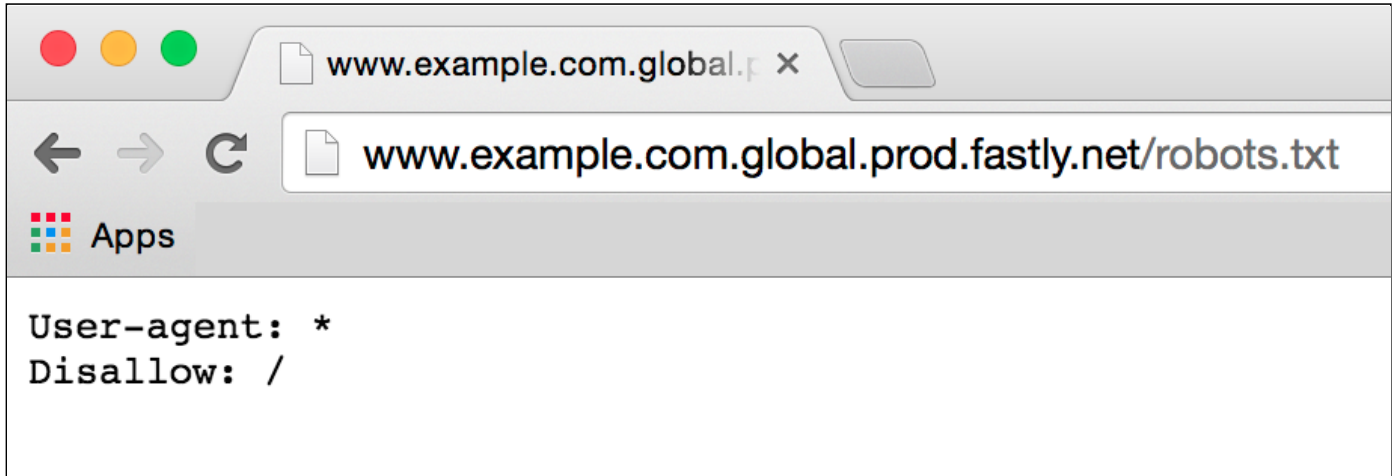 www.example.com.global.p
www.example.com.global.prod.fastly.net/robots.txt
Apps
User-agent: *
Disallow: /